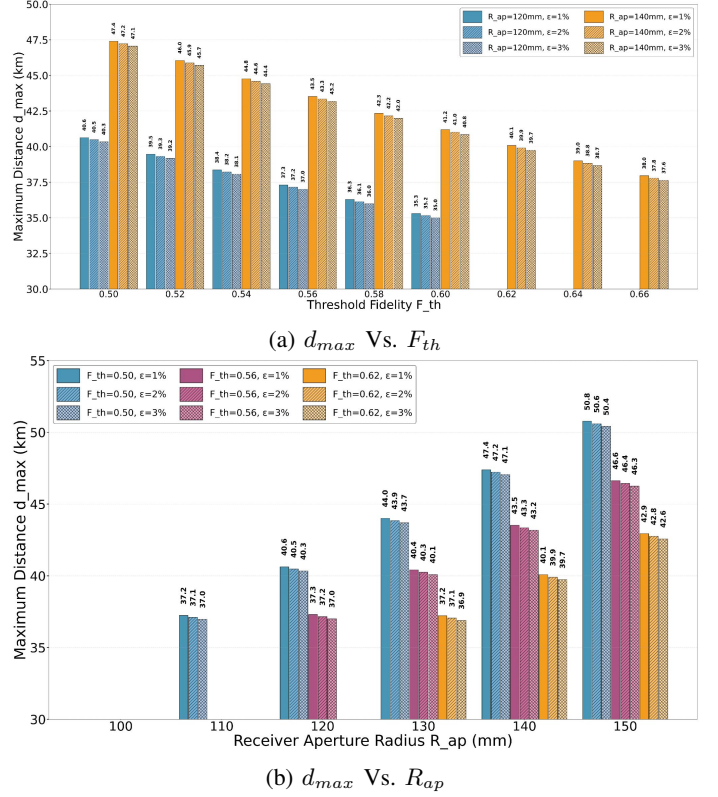 50.0
47.5
45.0
42.5
40.0
37.5
35.0
32.5
30.0
Maximum Distance d_max (km)
R_ap=120mm, ε=1%
R_ap=120mm, ε=2%
R_ap=120mm, ε=3%
R_ap=140mm, ε=1%
R_ap=140mm, ε=2%
R_ap=140mm, ε=3%
40.6 40.5 40.3 47.4 47.2 47.1
39.5 39.3 39.2 46.0 45.9 45.7
38.4 38.2 38.1 44.8 44.6 44.4
37.3 37.2 37.0 43.5 43.3 43.2
36.3 36.1 36.0 42.3 42.2 42.0
35.3 35.2 35.0 41.2 41.0 40.8
40.1 39.9 39.7
39.0 38.8 38.7
38.0 37.8 37.6
0.50 0.52 0.54 0.56 0.58 0.60 0.62 0.64 0.66
Threshold Fidelity F_th
(a) d_max Vs. F_th
55
50
45
40
35
30
Maximum Distance d_max (km)
F_th=0.50, ε=1%
F_th=0.50, ε=2%
F_th=0.50, ε=3%
F_th=0.56, ε=1%
F_th=0.56, ε=2%
F_th=0.56, ε=3%
F_th=0.62, ε=1%
F_th=0.62, ε=2%
F_th=0.62, ε=3%
37.2 37.1 37.0
40.6 40.5 40.3 37.3 37.2 37.0
44.0 43.9 43.7 40.4 40.3 40.1 37.2 37.1 36.9
47.4 47.2 47.1 43.5 43.3 43.2 40.1 39.9 39.7
50.8 50.6 50.4 46.6 46.4 46.3 42.9 42.8 42.6
100 110 120 130 140 150
Receiver Aperture Radius R_ap (mm)
(b) d_max Vs. R_ap